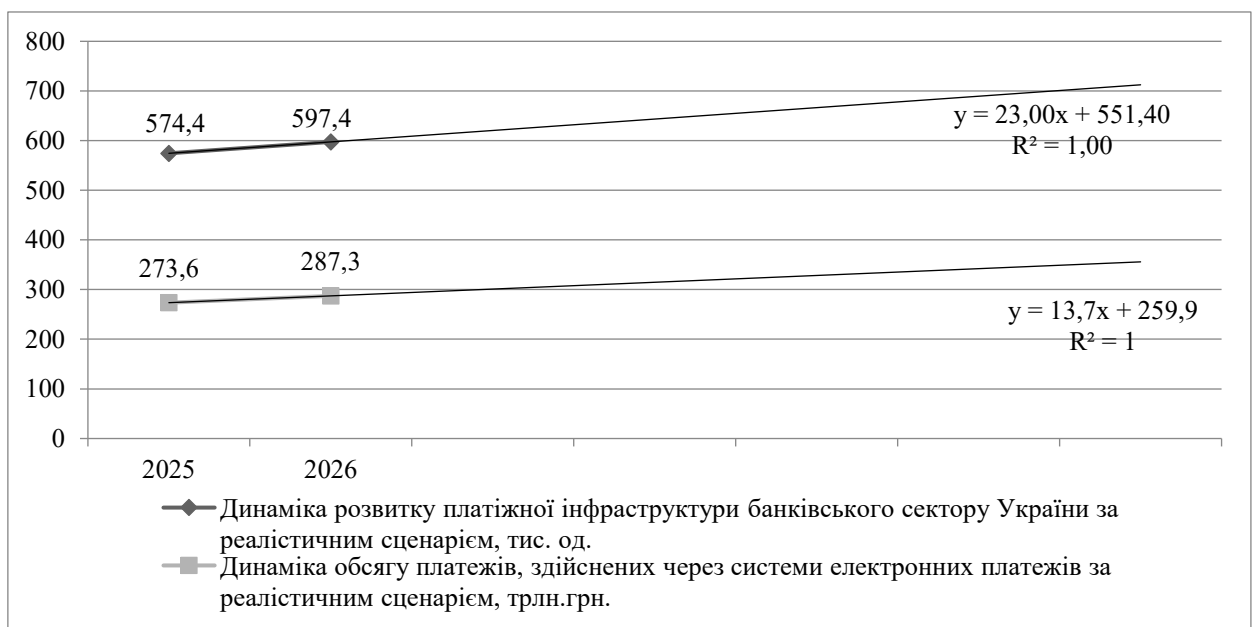 800
700
600
500
400
300
200
100
0
574,4
597,4
y = 23,00x + 551,40
R² = 1,00
273,6
287,3
y = 13,7x + 259,9
R² = 1
2025
2026
Динаміка розвитку платіжної інфраструктури банківського сектору України за
реалістичним сценарієм, тис. од.
Динаміка обсягу платежів, здійснених через системи електронних платежів за
реалістичним сценарієм, трлн.грн.